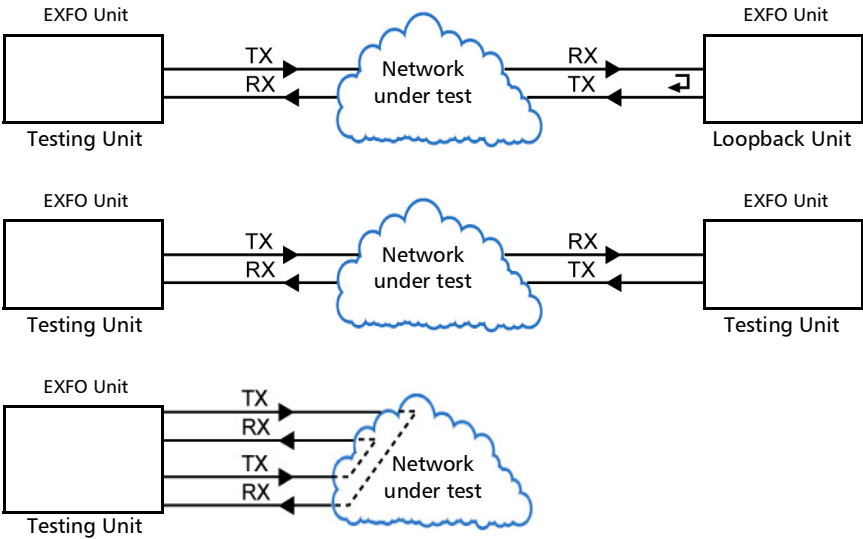 EXFO Unit
EXFO Unit
TX
RX
Network
under test
RX
TX
Testing Unit
Loopback Unit
EXFO Unit
EXFO Unit
TX
RX
Network
under test
RX
TX
Testing Unit
Testing Unit
EXFO Unit
TX
RX
TX
RX
Network
under test
Testing Unit